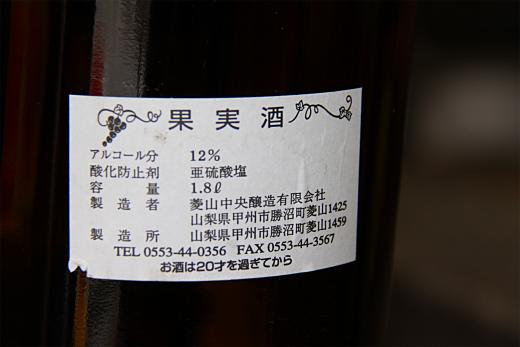 果実酒
アルコール分 12%
酸化防止剤 亜硫酸塩
容量 1.8ℓ
製造者 菱山中央醸造有限会社
山梨県甲州市勝沼町菱山1425
製造所 山梨県甲州市勝沼町菱山1459
TEL 0553-44-0356 FAX 0553-44-3567
お酒は20才を過ぎてから